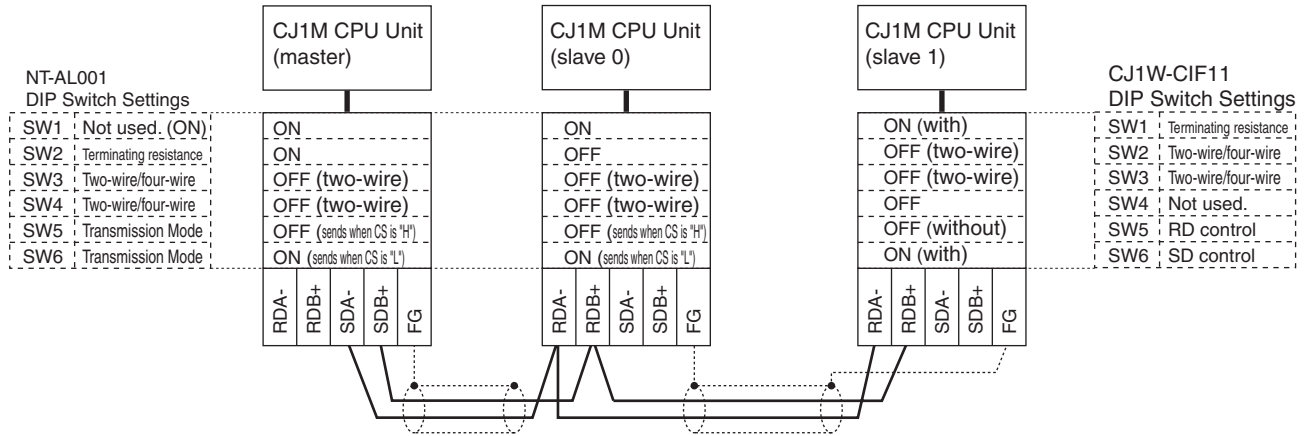 CJ1M CPU Unit
(master)
CJ1M CPU Unit
(slave 0)
CJ1M CPU Unit
(slave 1)
NT-AL001
DIP Switch Settings
SW1 Not used. (ON)
SW2 Terminating resistance
SW3 Two-wire/four-wire
SW4 Two-wire/four-wire
SW5 Transmission Mode
SW6 Transmission Mode
ON
ON
OFF (two-wire)
OFF (two-wire)
OFF (sends when CS is "H")
ON (sends when CS is "L")
ON
OFF
OFF (two-wire)
OFF (two-wire)
OFF (sends when CS is "H")
ON (sends when CS is "L")
ON (with)
OFF (two-wire)
OFF (two-wire)
OFF
OFF (without)
ON (with)
CJ1W-CIF11
DIP Switch Settings
SW1 Terminating resistance
SW2 Two-wire/four-wire
SW3 Two-wire/four-wire
SW4 Not used.
SW5 RD control
SW6 SD control
RDA-
RDB+
SDA-
SDB+
FG
RDA-
RDB+
SDA-
SDB+
FG
RDA-
RDB+
SDA-
SDB+
FG